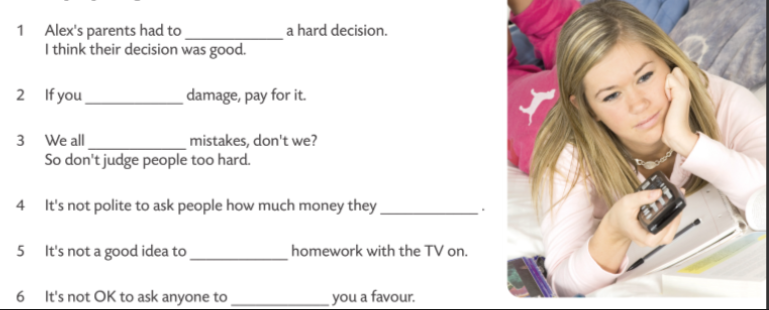 1 Alex's parents had to ____________ a hard decision.
I think their decision was good.
2 If you ____________ damage, pay for it.
3 We all ____________ mistakes, don't we?
So don't judge people too hard.
4 It's not polite to ask people how much money they ____________ .
5 It's not a good idea to ____________ homework with the TV on.
6 It's not OK to ask anyone to ____________ you a favour.